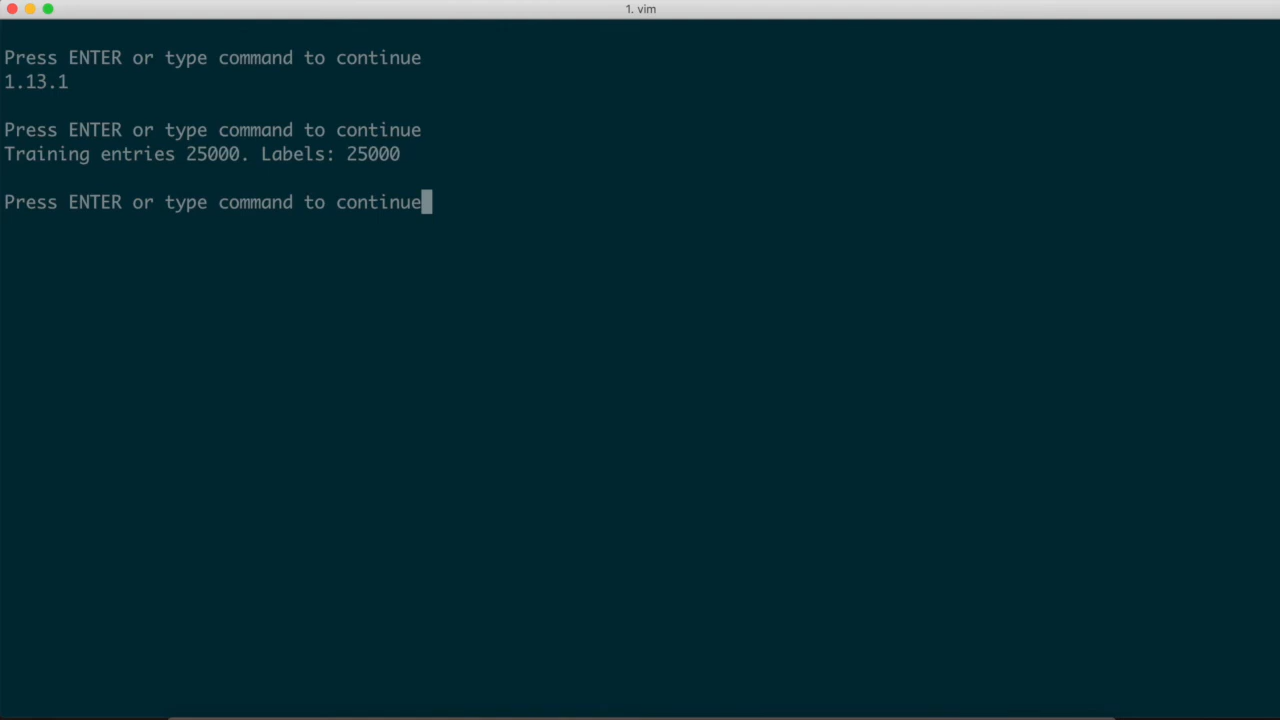 1. vim
Press ENTER or type command to continue
1.13.1
Press ENTER or type command to continue
Training entries 25000. Labels: 25000
Press ENTER or type command to continue